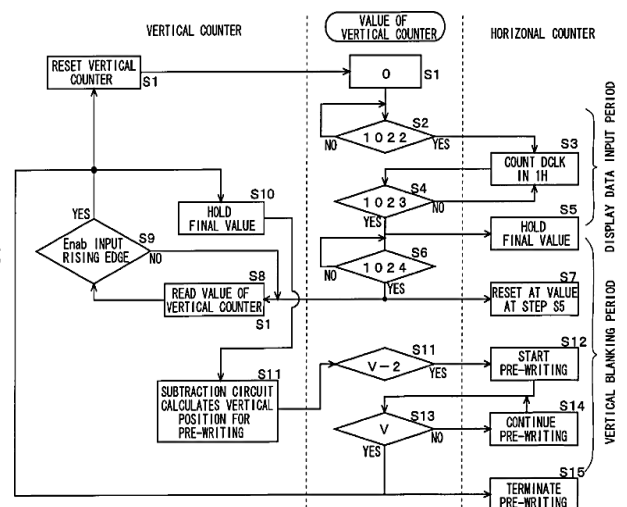 VERTICAL COUNTER
VALUE OF
VERTICAL COUNTER
HORIZONAL COUNTER
RESET VERTICAL
COUNTER
S1
0
S1
S2
1022
NO
YES
S3
COUNT DCLK
IN 1H
S4
1023
NO
YES
S5
HOLD
FINAL VALUE
DISPLAY DATA INPUT PERIOD
S10
HOLD
FINAL VALUE
YES
S9
Enab INPUT
RISING EDGE
NO
S6
1024
NO
YES
S8
READ VALUE OF
VERTICAL COUNTER
S1
S7
RESET AT VALUE
AT STEP S5
S11
SUBTRACTION CIRCUIT
CALCULATES VERTICAL
POSITION FOR
PRE-WRITING
S11
V-2
YES
S12
START
PRE-WRITING
S13
V
NO
YES
S14
CONTINUE
PRE-WRITING
S15
TERMINATE
PRE-WRITING
VERTICAL BLANKING PERIOD